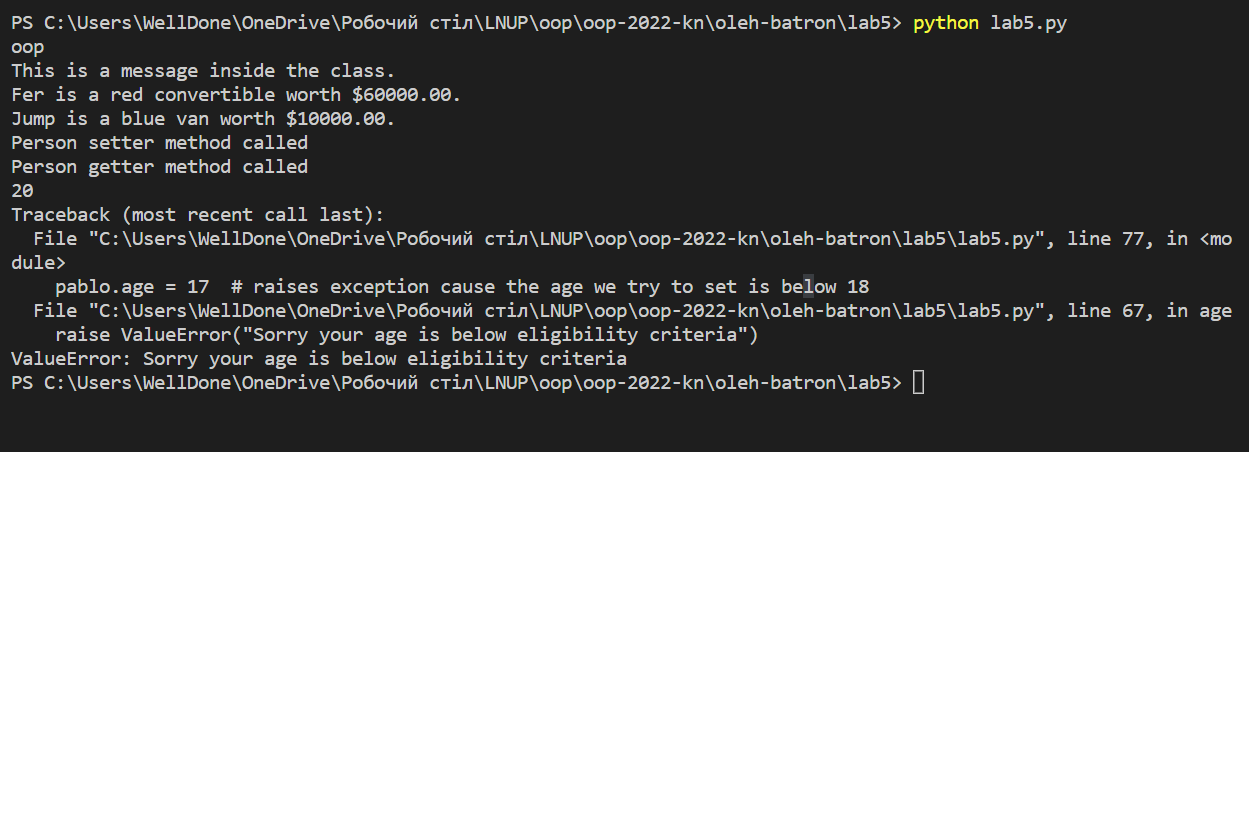 PS C:\Users\WellDone\OneDrive\Робочий стіл\LNUP\oop\oop-2022-kn\oleh-batron\lab5> python lab5.py
oop
This is a message inside the class.
Fer is a red convertible worth $60000.00.
Jump is a blue van worth $10000.00.
Person setter method called
Person getter method called
20
Traceback (most recent call last):
  File "C:\Users\WellDone\OneDrive\Робочий стіл\LNUP\oop\oop-2022-kn\oleh-batron\lab5\lab5.py", line 77, in <mo
dule>
    pablo.age = 17  # raises exception cause the age we try to set is below 18
  File "C:\Users\WellDone\OneDrive\Робочий стіл\LNUP\oop\oop-2022-kn\oleh-batron\lab5\lab5.py", line 67, in age
    raise ValueError("Sorry your age is below eligibility criteria")
ValueError: Sorry your age is below eligibility criteria
PS C:\Users\WellDone\OneDrive\Робочий стіл\LNUP\oop\oop-2022-kn\oleh-batron\lab5>